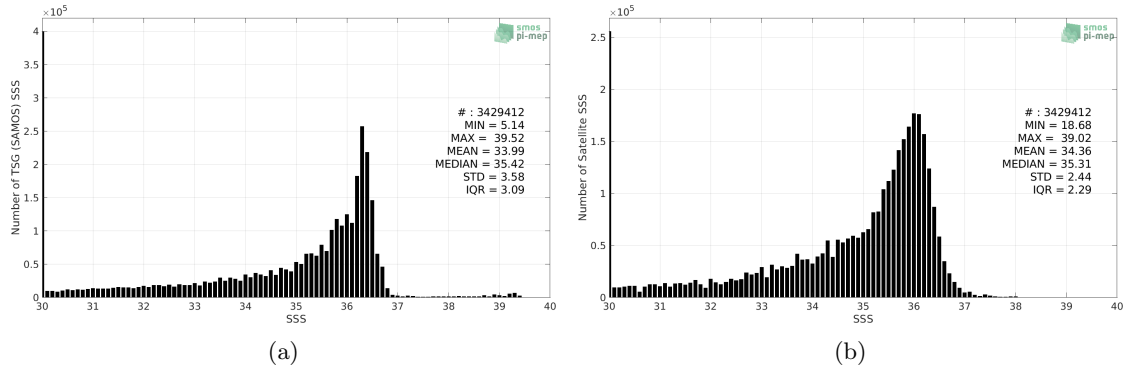 ×10⁵
4
3.5
3
2.5
2
1.5
1
0.5
0
Number of TSG (SAMOS) SSS
smos
pi-mep
# : 3429412
MIN = 5.14
MAX = 39.52
MEAN = 33.99
MEDIAN = 35.42
STD = 3.58
IQR = 3.09
30 31 32 33 34 35 36 37 38 39 40
SSS
(a)
×10⁵
2.5
2
1.5
1
0.5
0
Number of Satellite SSS
smos
pi-mep
# : 3429412
MIN = 18.68
MAX = 39.02
MEAN = 34.36
MEDIAN = 35.31
STD = 2.44
IQR = 2.29
30 31 32 33 34 35 36 37 38 39 40
SSS
(b)